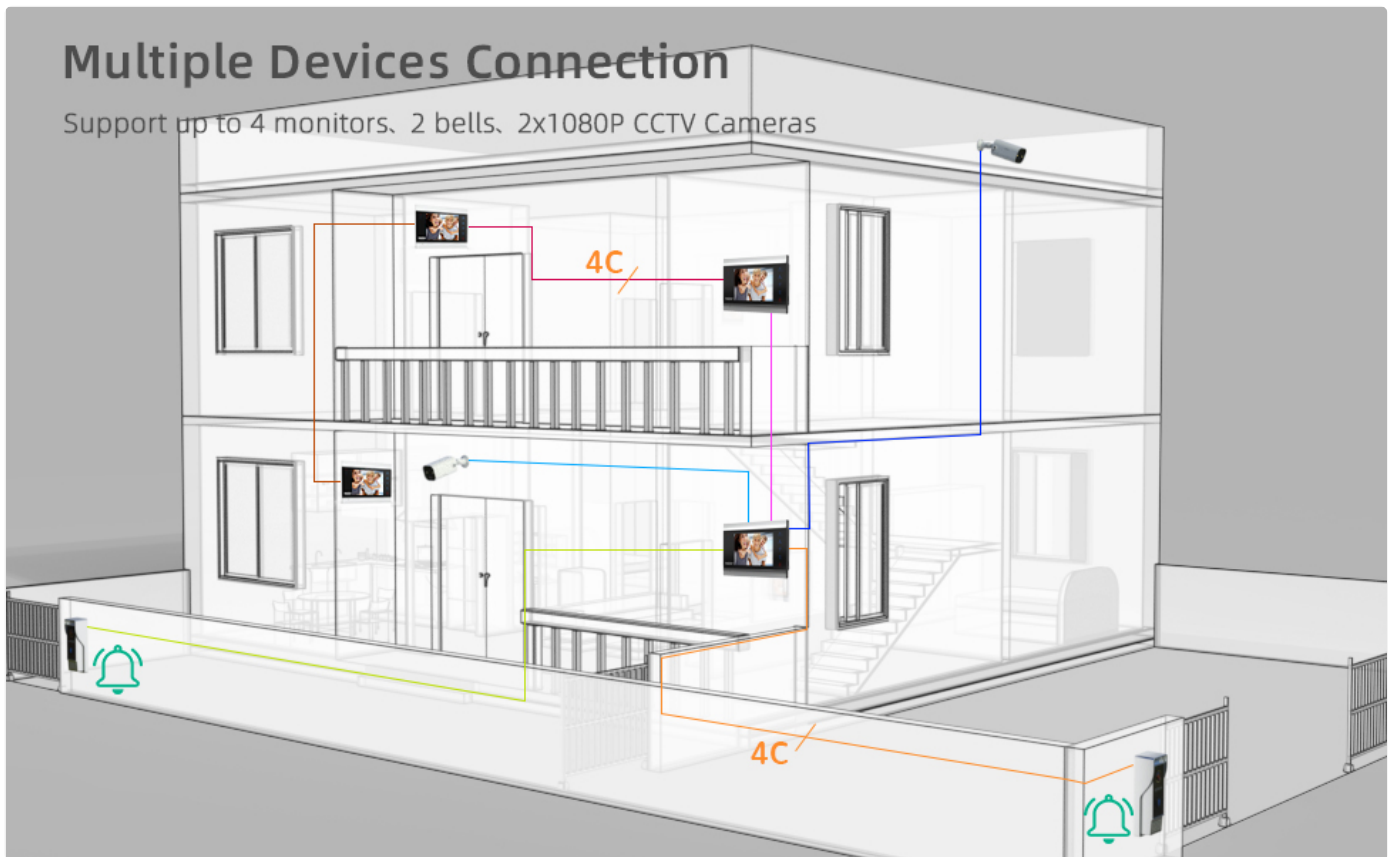 Multiple Devices Connection
Support up to 4 monitors、2 bells、2x1080P CCTV Cameras
4C
4C